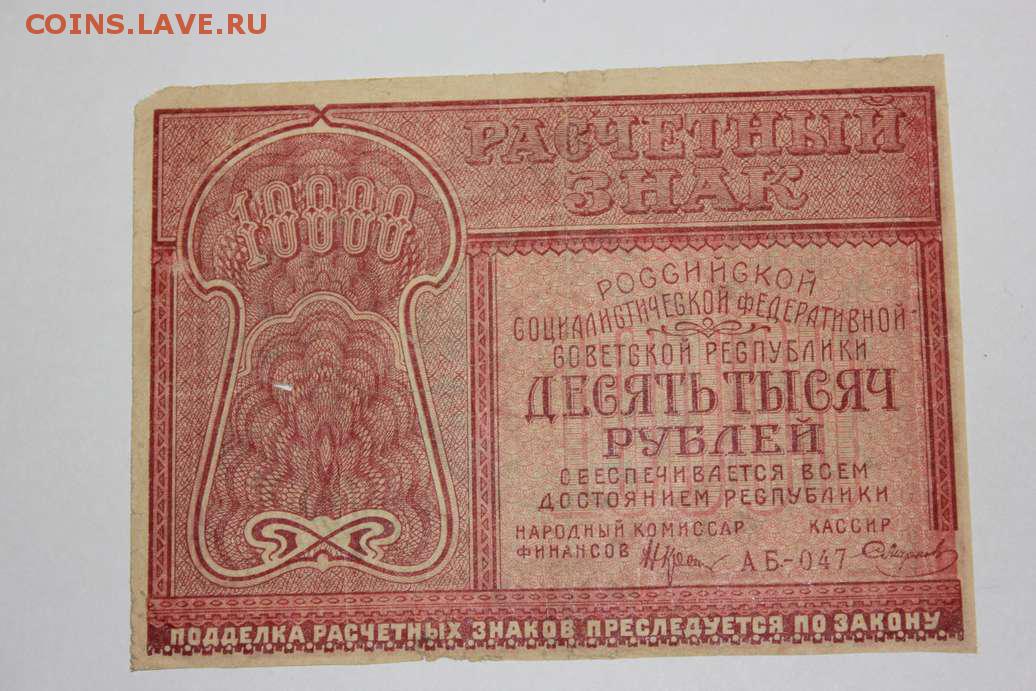 COINS.LAVE.RU
РАСЧЕТНЫЙ
ЗНАК
10000
10000
РОССИЙСКОЙ
СОЦИАЛИСТИЧЕСКОЙ ФЕДЕРАТИВНОЙ
СОВЕТСКОЙ РЕСПУБЛИКИ
ДЕСЯТЬ ТЫСЯЧ
РУБЛЕЙ
ОБЕСПЕЧИВАЕТСЯ ВСЕМ
ДОСТОЯНИЕМ РЕСПУБЛИКИ
НАРОДНЫЙ КОМИССАР КАССИР
ФИНАНСОВ
АБ-047
ПОДДЕЛКА РАСЧЕТНЫХ ЗНАКОВ ПРЕСЛЕДУЕТСЯ ПО ЗАКОНУ